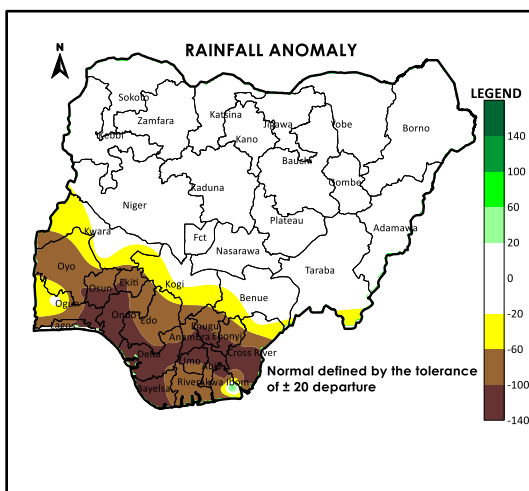 N
RAINFALL ANOMALY
LEGEND
140
100
60
20
0
-20
-60
-100
-140
Sokoto
Zamfara
Kebbi
Katsina
Kano
Jigawa
Yobe
Borno
Bauchi
Gombe
Kaduna
Niger
Plateau
Adamawa
Fct
Nasarawa
Taraba
Kwara
Oyo
Kogi
Benue
Osun
Ekiti
Ogun
Ondo
Edo
Lagos
Enugu
Anambra
Ebonyi
Delta
Imo
Abia
Cross River
Bayelsa
Rivers
Akwa Ibom
Normal defined by the tolerance
of ± 20 departure